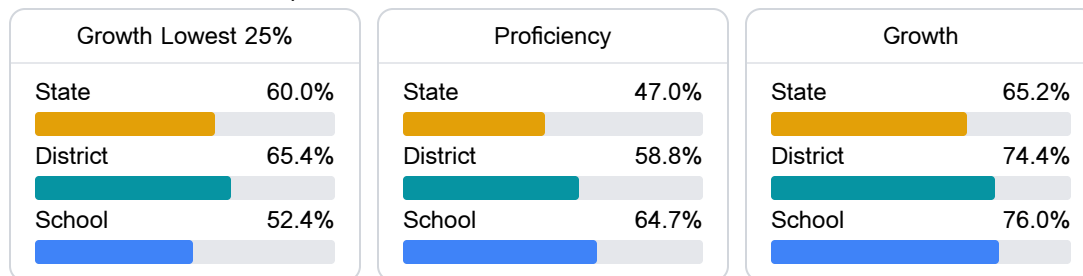 Growth Lowest 25%
State 60.0%
District 65.4%
School 52.4%
Proficiency
State 47.0%
District 58.8%
School 64.7%
Growth
State 65.2%
District 74.4%
School 76.0%